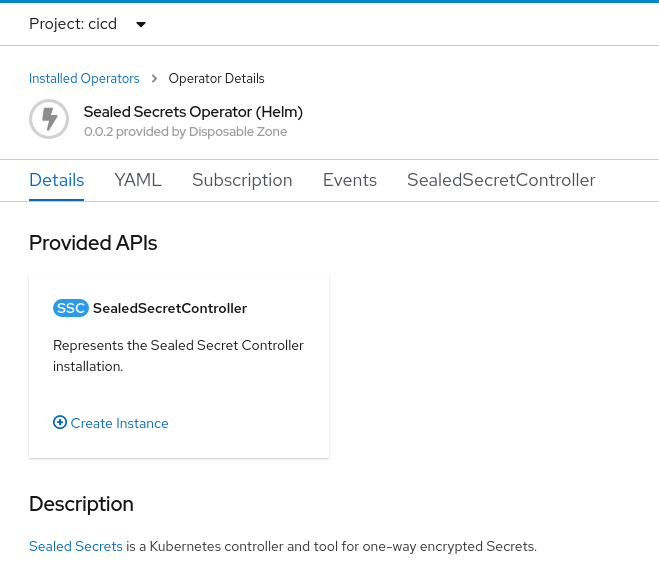 Project: cicd
Installed Operators > Operator Details
Sealed Secrets Operator (Helm)
0.0.2 provided by Disposable Zone
Details YAML Subscription Events SealedSecretController
Provided APIs
SSC SealedSecretController
Represents the Sealed Secret Controller
installation.
Create Instance
Description
Sealed Secrets is a Kubernetes controller and tool for one-way encrypted Secrets.